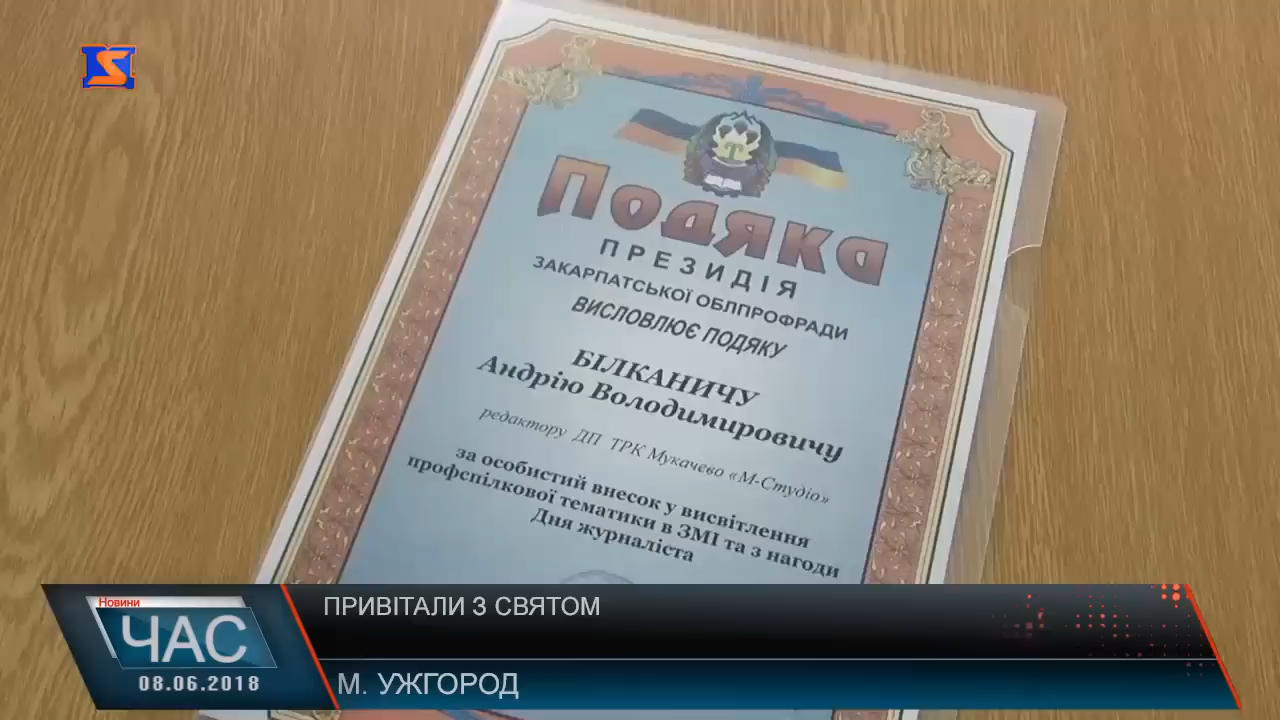 Подяка
ПРЕЗИДІЯ
ЗАКАРПАТСЬКОЇ ОБЛПРОФРАДИ
ВИСЛОВЛЮЄ ПОДЯКУ
БІЛКАНИЧУ
Андрію Володимировичу
редактору ДП ТРК Мукачево «М-Студіо»
за особистий внесок у висвітлення
профспілкової тематики в ЗМІ та з нагоди
Дня журналіста
Новини
ЧАС
08.06.2018
ПРИВІТАЛИ З СВЯТОМ
М. УЖГОРОД